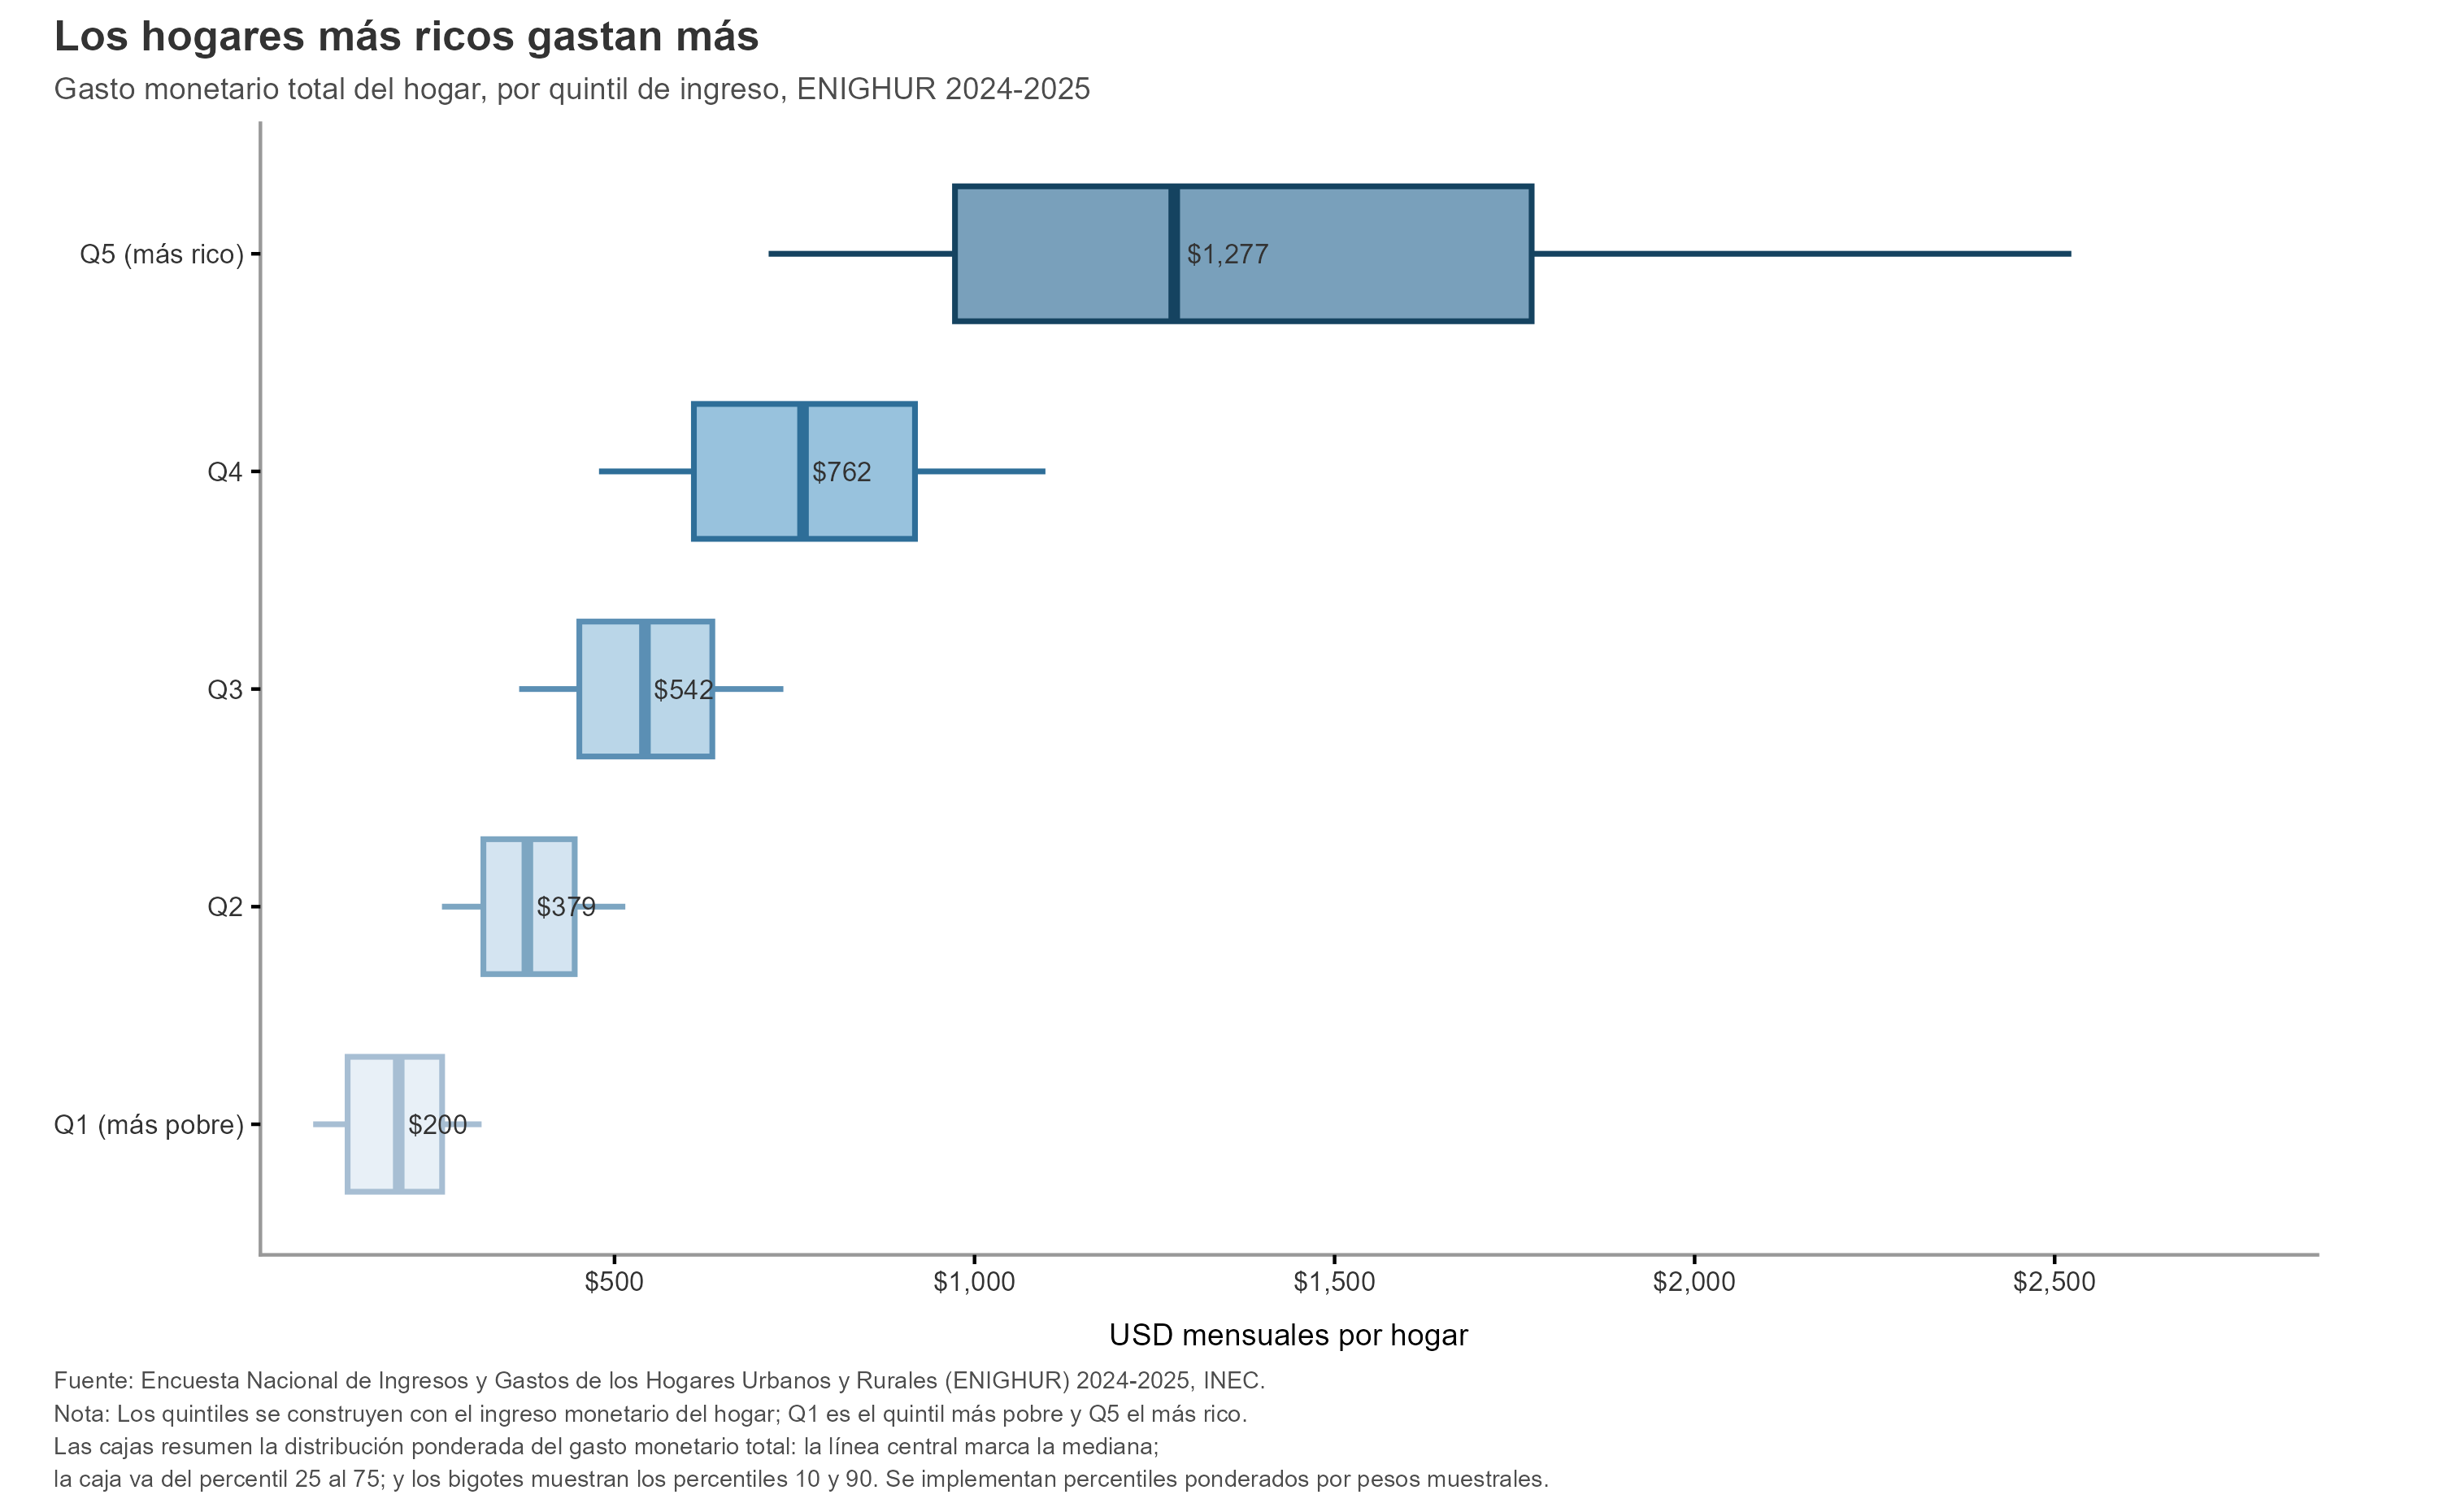 Los hogares más ricos gastan más
Gasto monetario total del hogar, por quintil de ingreso, ENIGHUR 2024-2025
Q5 (más rico)
$1,277
Q4
$762
Q3
$542
Q2
$379
Q1 (más pobre)
$200
$500
$1,000
$1,500
$2,000
$2,500
USD mensuales por hogar
Fuente: Encuesta Nacional de Ingresos y Gastos de los Hogares Urbanos y Rurales (ENIGHUR) 2024-2025, INEC.
Nota: Los quintiles se construyen con el ingreso monetario del hogar; Q1 es el quintil más pobre y Q5 el más rico.
Las cajas resumen la distribución ponderada del gasto monetario total: la línea central marca la mediana;
la caja va del percentil 25 al 75; y los bigotes muestran los percentiles 10 y 90. Se implementan percentiles ponderados por pesos muestrales.